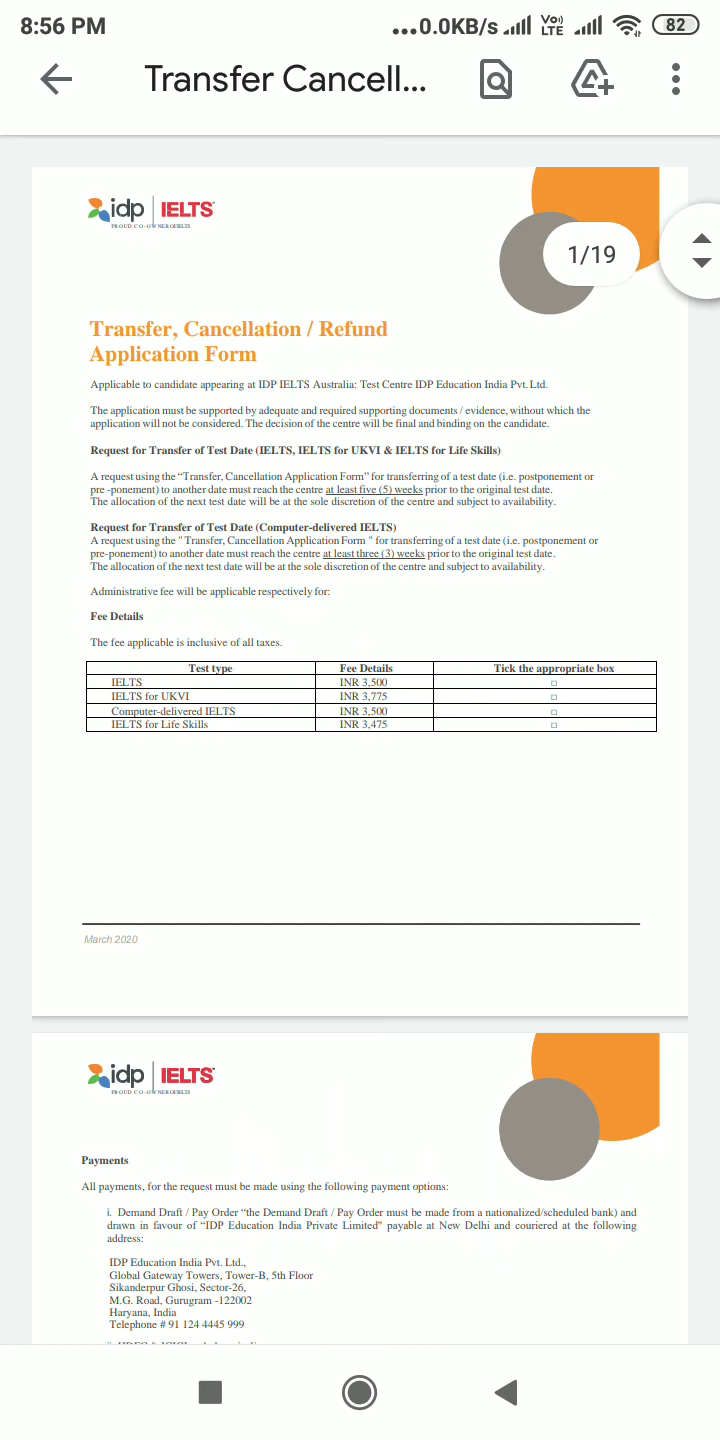 8:56 PM
...0.0KB/s
Vo))
LTE
82
Transfer Cancell...
idp IELTS™
PROUD CO-OWNER OF IELTS
1/19
Transfer, Cancellation / Refund
Application Form
Applicable to candidate appearing at IDP IELTS Australia: Test Centre IDP Education India Pvt. Ltd.
The application must be supported by adequate and required supporting documents / evidence, without which the
application will not be considered. The decision of the centre will be final and binding on the candidate.
Request for Transfer of Test Date (IELTS, IELTS for UKVI & IELTS for Life Skills)
A request using the “Transfer, Cancellation Application Form” for transferring of a test date (i.e. postponement or
pre -ponement) to another date must reach the centre at least five (5) weeks prior to the original test date.
The allocation of the next test date will be at the sole discretion of the centre and subject to availability.
Request for Transfer of Test Date (Computer-delivered IELTS)
A request using the " Transfer, Cancellation Application Form " for transferring of a test date (i.e. postponement or
pre-ponement) to another date must reach the centre at least three (3) weeks prior to the original test date.
The allocation of the next test date will be at the sole discretion of the centre and subject to availability.
Administrative fee will be applicable respectively for:
Fee Details
The fee applicable is inclusive of all taxes.
Test type Fee Details Tick the appropriate box
IELTS INR 3,500 □
IELTS for UKVI INR 3,775 □
Computer-delivered IELTS INR 3,500 □
IELTS for Life Skills INR 3,475 □
March 2020
idp IELTS™
PROUD CO-OWNER OF IELTS
Payments
All payments, for the request must be made using the following payment options:
i. Demand Draft / Pay Order “the Demand Draft / Pay Order must be made from a nationalized/scheduled bank) and
drawn in favour of “IDP Education India Private Limited” payable at New Delhi and couriered at the following
address:
IDP Education India Pvt. Ltd.,
Global Gateway Towers, Tower-B, 5th Floor
Sikanderpur Ghosi, Sector-26,
M.G. Road, Gurugram -122002
Haryana, India
Telephone # 91 124 4445 999